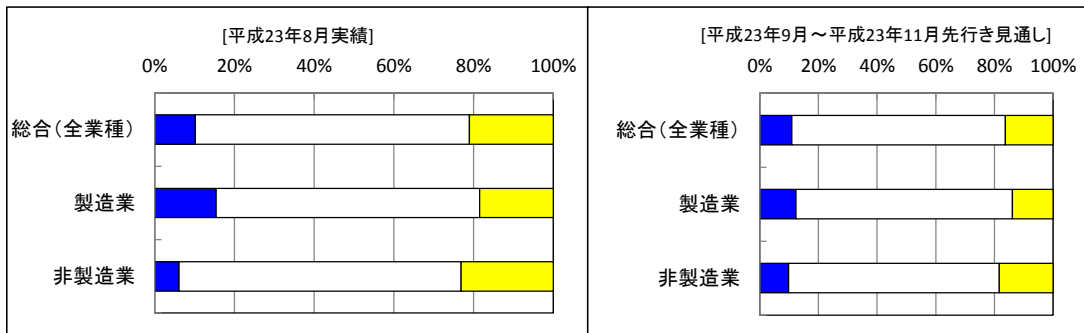 [平成23年8月実績]
0% 20% 40% 60% 80% 100%
総合(全業種)
製造業
非製造業
[平成23年9月～平成23年11月先行き見通し]
0% 20% 40% 60% 80% 100%
総合(全業種)
製造業
非製造業